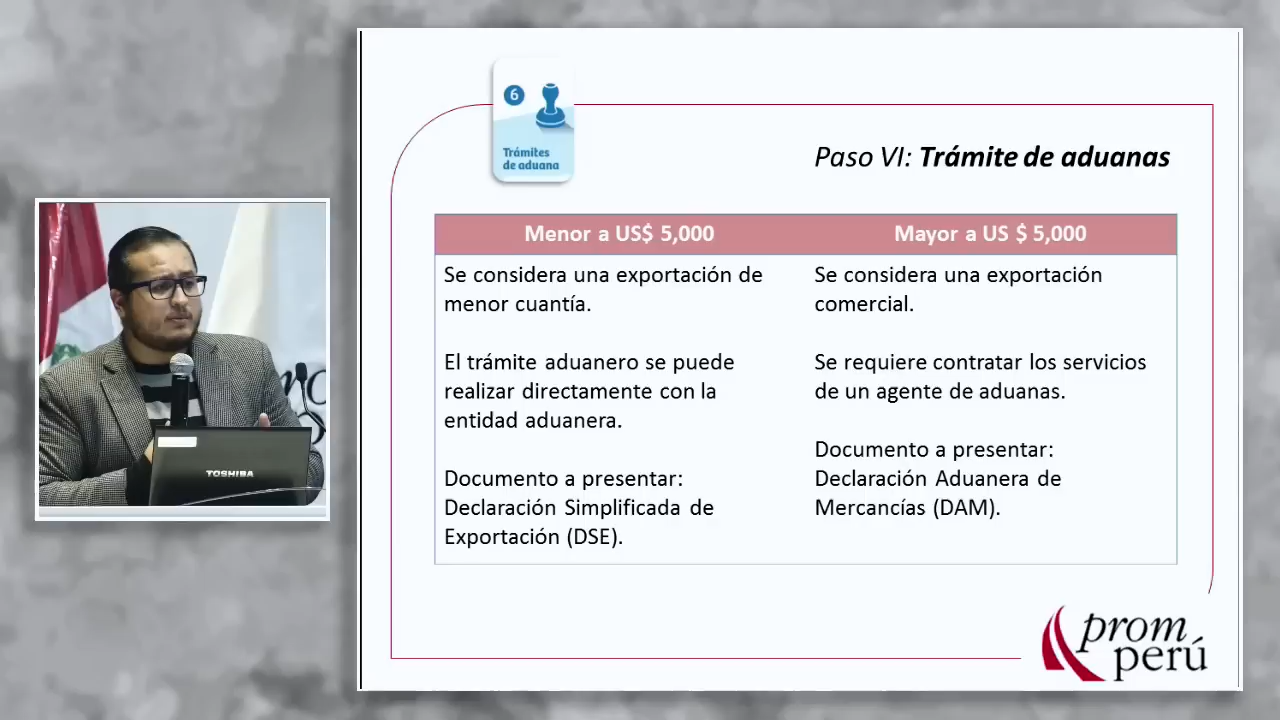 6
Trámites
de aduana
Paso VI: Trámite de aduanas
Menor a US$ 5,000
Mayor a US $ 5,000
Se considera una exportación de
menor cuantía.
El trámite aduanero se puede
realizar directamente con la
entidad aduanera.
Documento a presentar:
Declaración Simplificada de
Exportación (DSE).
Se considera una exportación
comercial.
Se requiere contratar los servicios
de un agente de aduanas.
Documento a presentar:
Declaración Aduanera de
Mercancías (DAM).
TOSHIBA
prom
perú